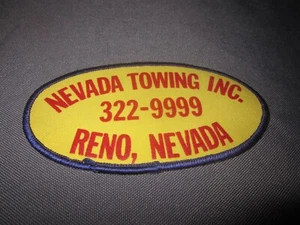 NEVADA TOWING INC.
322-9999
RENO, NEVADA